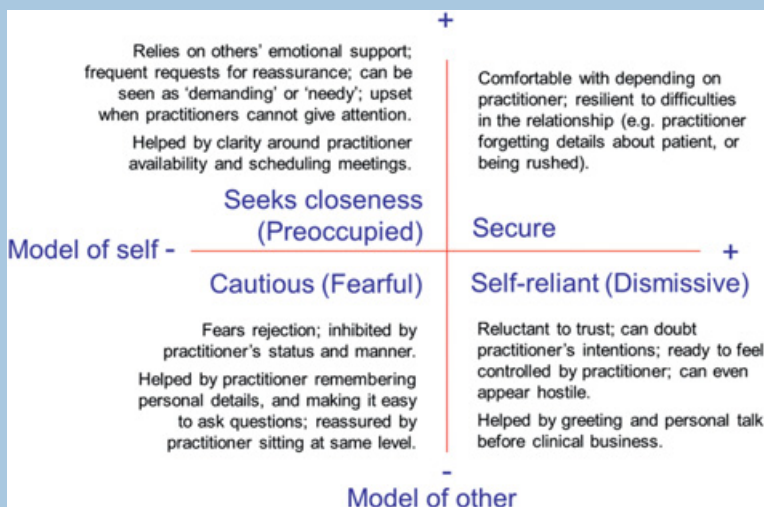 +
Relies on others' emotional support;
frequent requests for reassurance; can be
seen as 'demanding' or 'needy'; upset
when practitioners cannot give attention.
Helped by clarity around practitioner
availability and scheduling meetings.
Seeks closeness
(Preoccupied)
Comfortable with depending on
practitioner; resilient to difficulties
in the relationship (e.g. practitioner
forgetting details about patient, or
being rushed).
Secure
Model of self -
+
Cautious (Fearful)
Fears rejection; inhibited by
practitioner's status and manner.
Helped by practitioner remembering
personal details, and making it easy
to ask questions; reassured by
practitioner sitting at same level.
Self-reliant (Dismissive)
Reluctant to trust; can doubt
practitioner's intentions; ready to feel
controlled by practitioner; can even
appear hostile.
Helped by greeting and personal talk
before clinical business.
-
Model of other